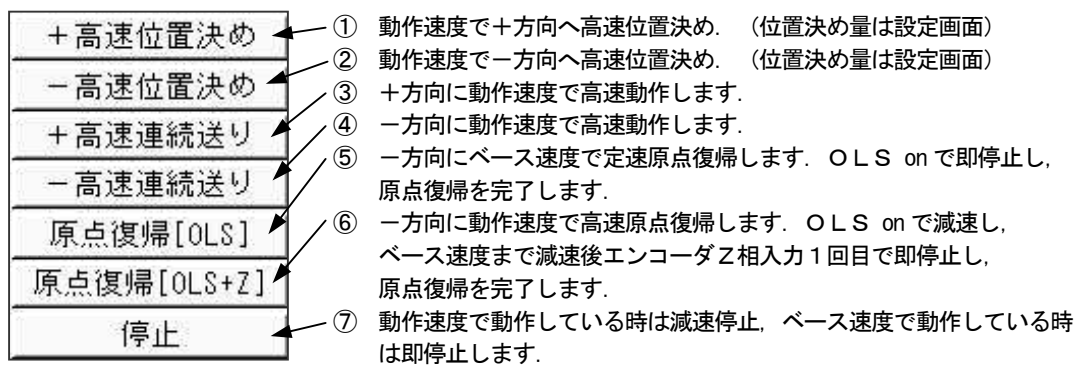 +高速位置決め
-高速位置決め
+高速連続送り
-高速連続送り
原点復帰[OLS]
原点復帰[OLS+Z]
停止
① 動作速度で+方向へ高速位置決め. (位置決め量は設定画面)
② 動作速度で-方向へ高速位置決め. (位置決め量は設定画面)
③ +方向に動作速度で高速動作します.
④ -方向に動作速度で高速動作します.
⑤ -方向にベース速度で定速原点復帰します. OLS onで即停止し,
原点復帰を完了します.
⑥ -方向に動作速度で高速原点復帰します. OLS onで減速し,
ベース速度まで減速後エンコーダZ相入力1回目で即停止し,
原点復帰を完了します.
⑦ 動作速度で動作している時は減速停止, ベース速度で動作している時
は即停止します.